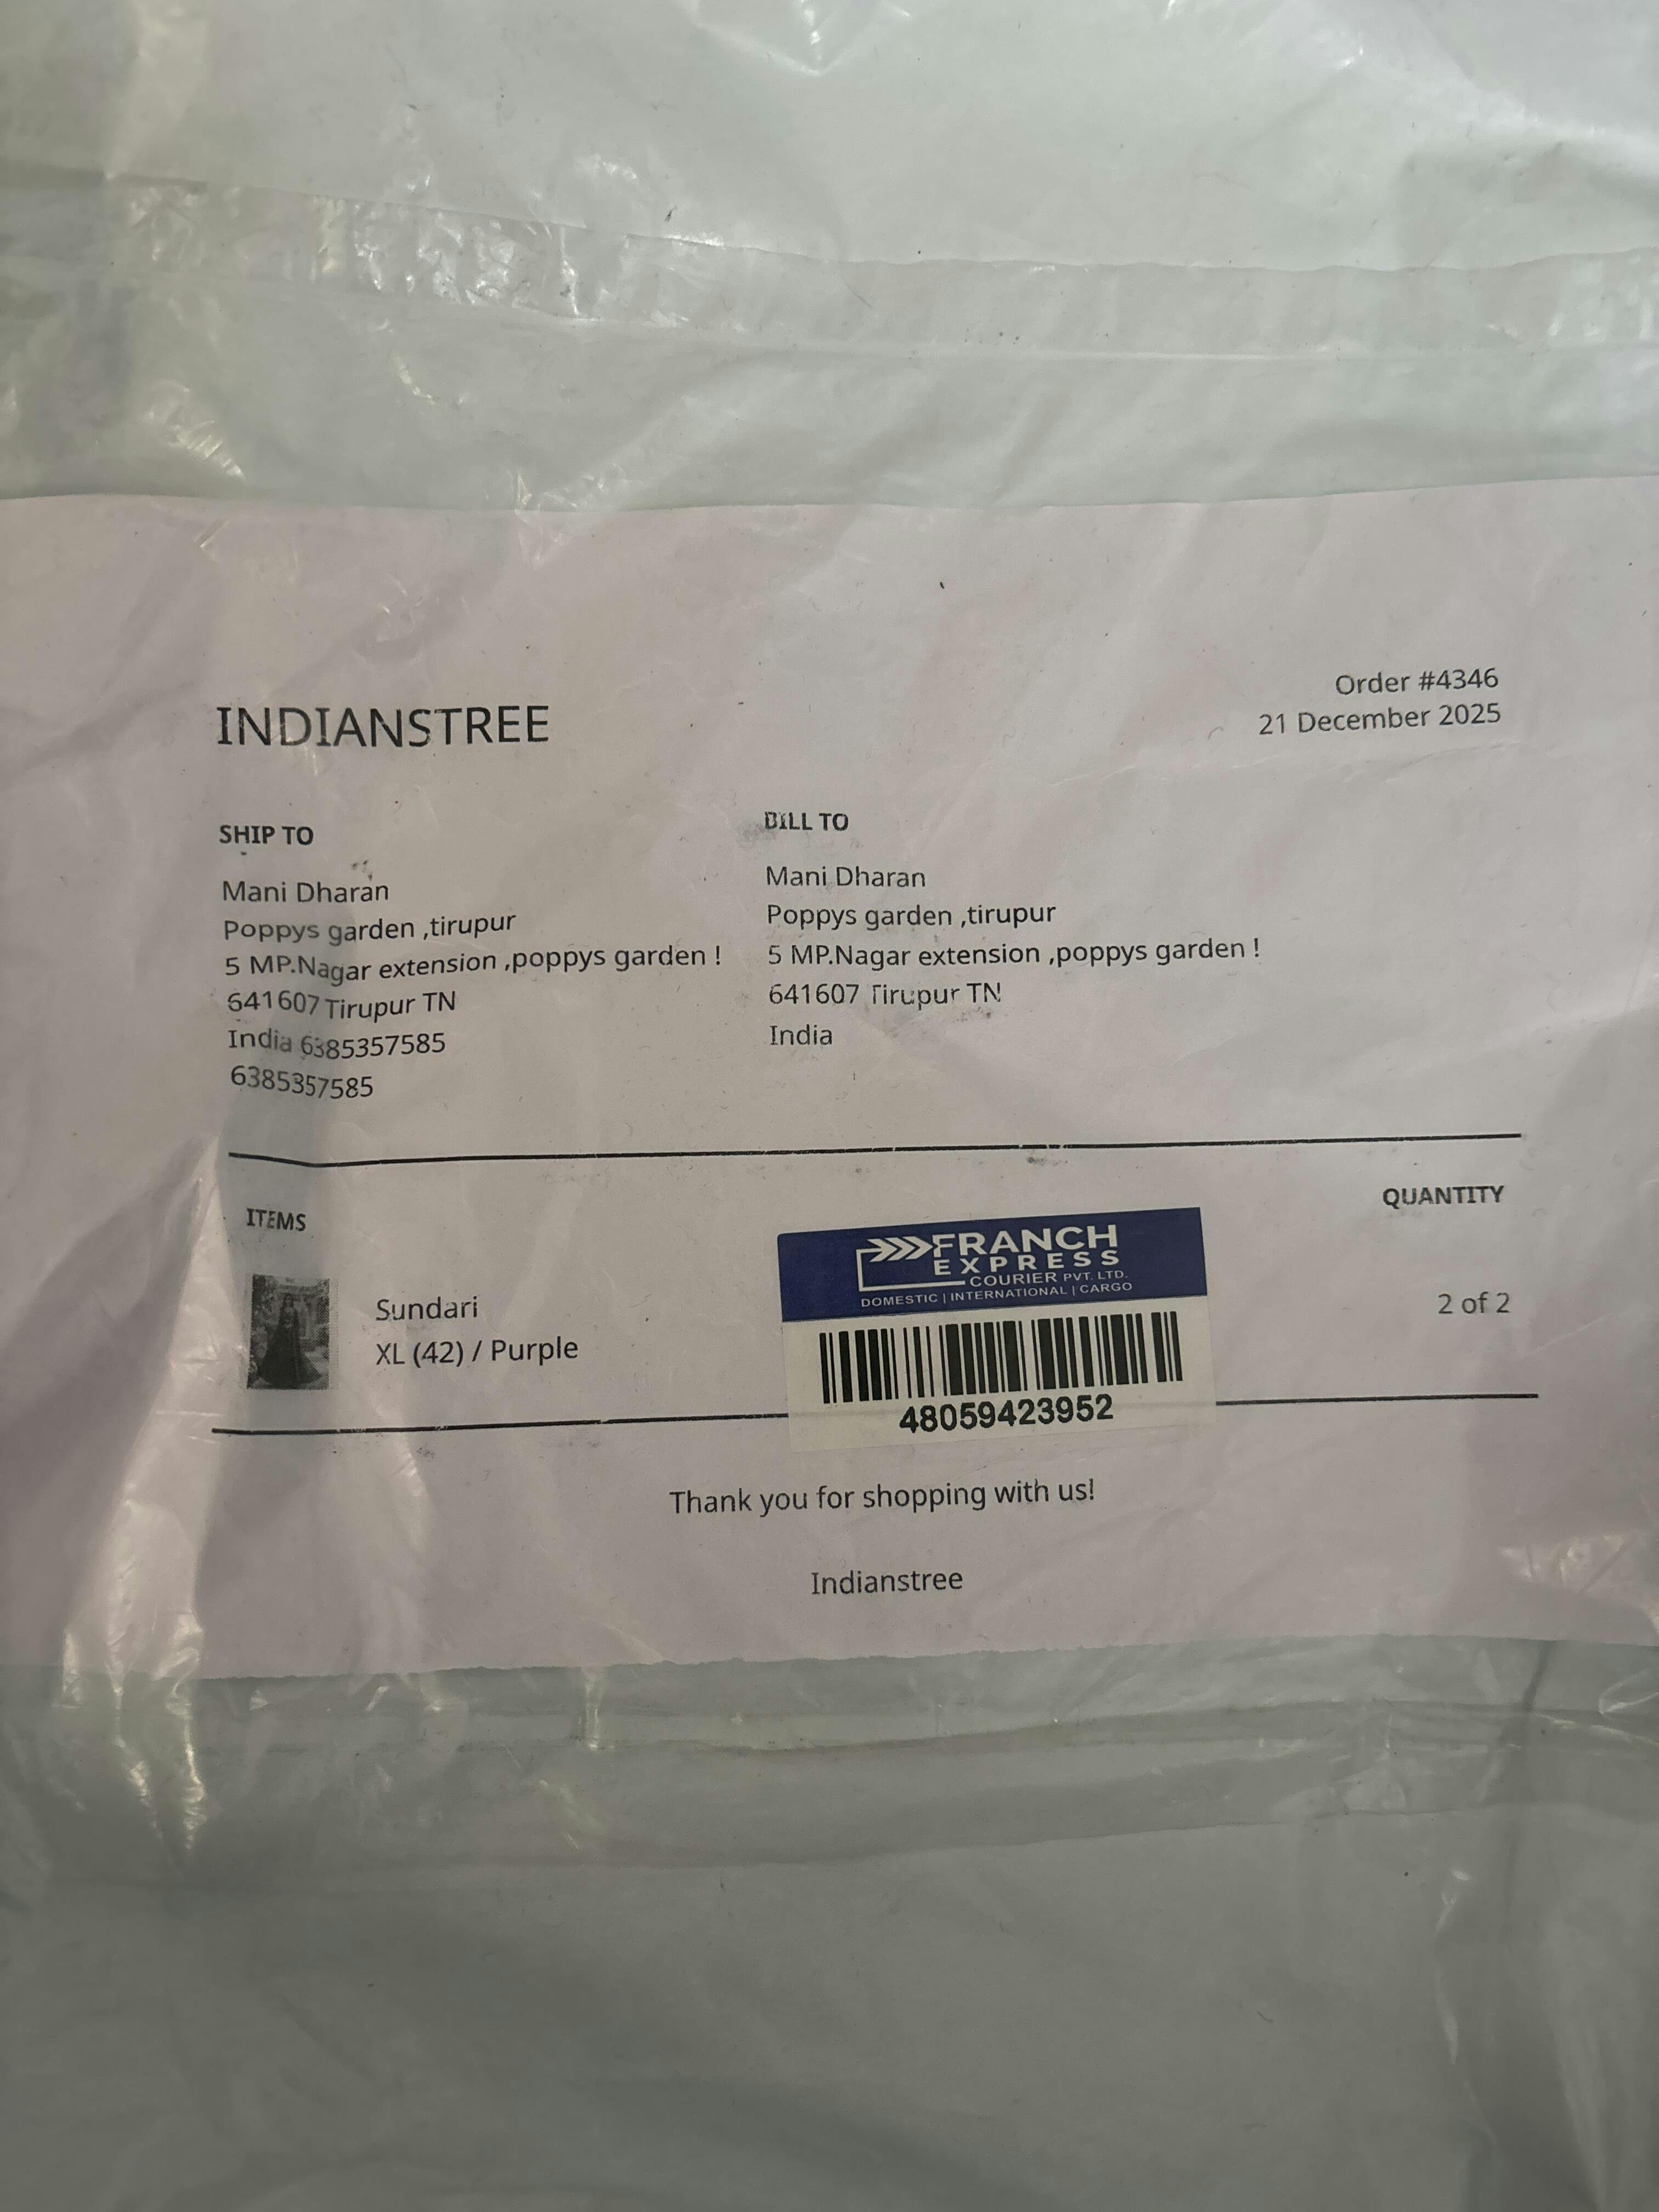 INDIANSTREE
Order #4346
21 December 2025
SHIP TO
Mani Dharan
Poppys garden ,tirupur
5 MP.Nagar extension ,poppys garden !
641607 Tirupur TN
India 6385357585
6385357585
BILL TO
Mani Dharan
Poppys garden ,tirupur
5 MP.Nagar extension ,poppys garden !
641607 Tirupur TN
India
ITEMS
QUANTITY
Sundari
XL (42) / Purple
2 of 2
FRANCH
EXPRESS
COURIER PVT. LTD.
DOMESTIC | INTERNATIONAL | CARGO
48059423952
Thank you for shopping with us!
Indianstree